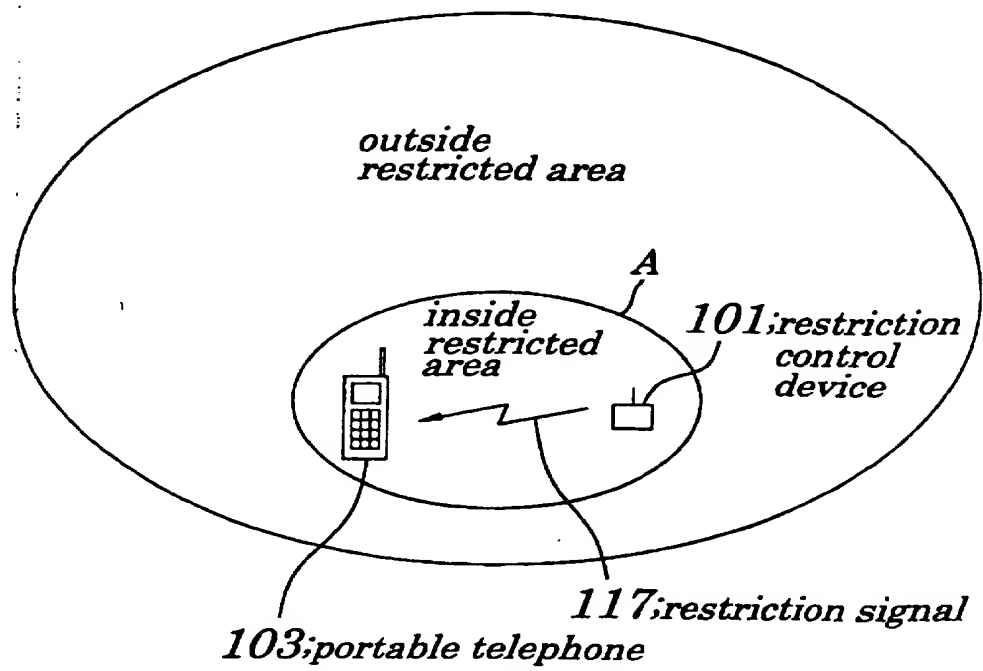 outside
restricted area
A
inside
restricted
area
101;restriction
control
device
117;restriction signal
103;portable telephone